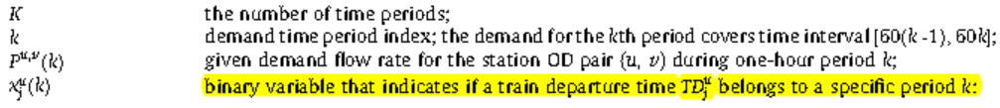 K the number of time periods;
k demand time period index; the demand for the kth period covers time interval [60(k -1), 60k];
P^{u,v}(k) given demand flow rate for the station OD pair (u, v) during one-hour period k;
x_j^u(k) binary variable that indicates if a train departure time TD_j^u belongs to a specific period k: